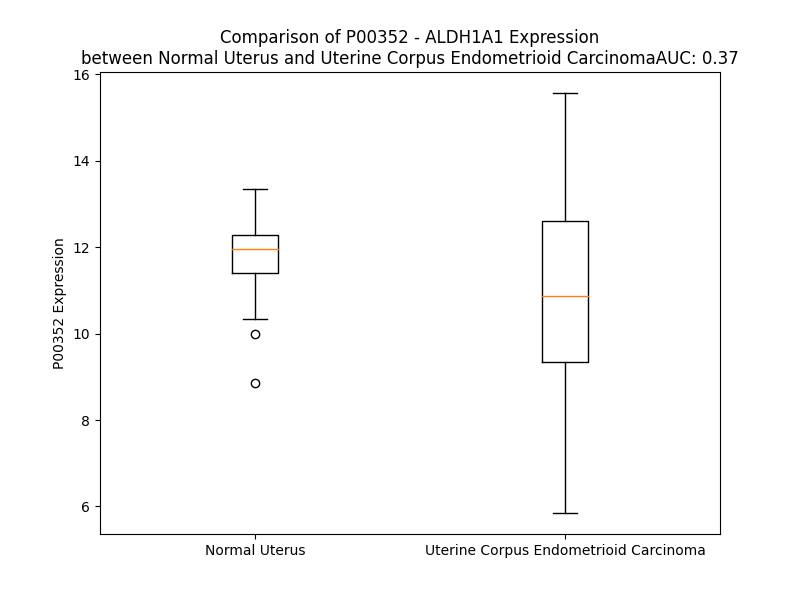 Comparison of P00352 - ALDH1A1 Expression
between Normal Uterus and Uterine Corpus Endometrioid CarcinomaAUC: 0.37
16
14
12
10
8
6
P00352 Expression
Normal Uterus
Uterine Corpus Endometrioid Carcinoma